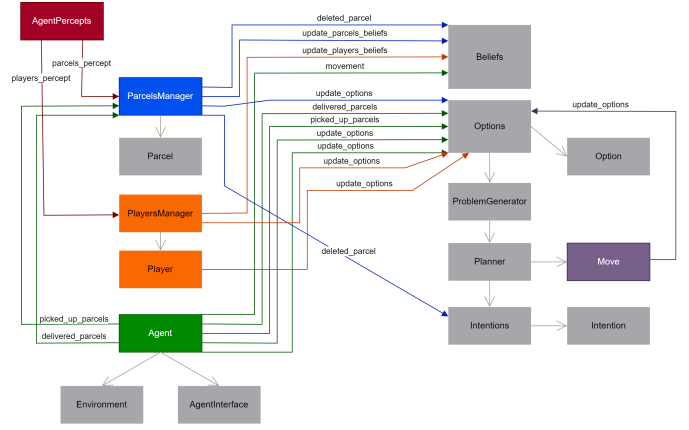 AgentPercepts
deleted_parcel
update_parcels_beliefs
update_players_beliefs
movement
Beliefs
parcels_percept
players_percept
ParcelsManager
update_options
delivered_parcels
picked_up_parcels
update_options
update_options
update_options
update_options
Options
update_options
Parcel
Option
PlayersManager
ProblemGenerator
Player
deleted_parcel
Planner
Move
picked_up_parcels
delivered_parcels
Agent
Intentions
Intention
Environment
AgentInterface